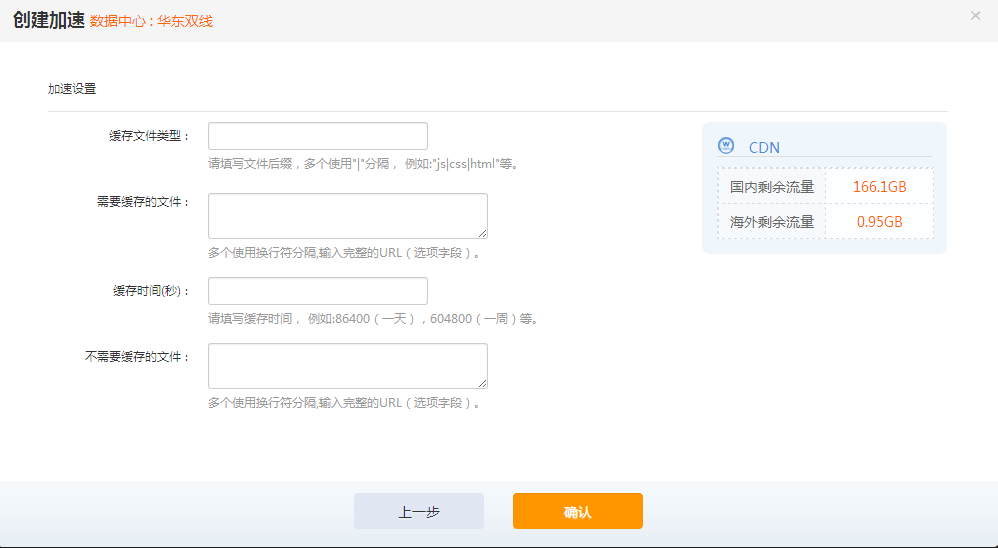 创建加速 数据中心 : 华东双线
×
加速设置
缓存文件类型 :
请填写文件后缀 , 多个使用"|"分隔 ， 例如:"js|css|html"等。
需要缓存的文件 :
多个使用换行符分隔,输入完整的URL ( 选项字段 ) 。
缓存时间(秒) :
请填写缓存时间 ， 例如:86400 ( 一天 ) , 604800 ( 一周 ) 等。
不需要缓存的文件 :
多个使用换行符分隔,输入完整的URL ( 选项字段 ) 。
W CDN
国内剩余流量 166.1GB
海外剩余流量 0.95GB
上一步 确认